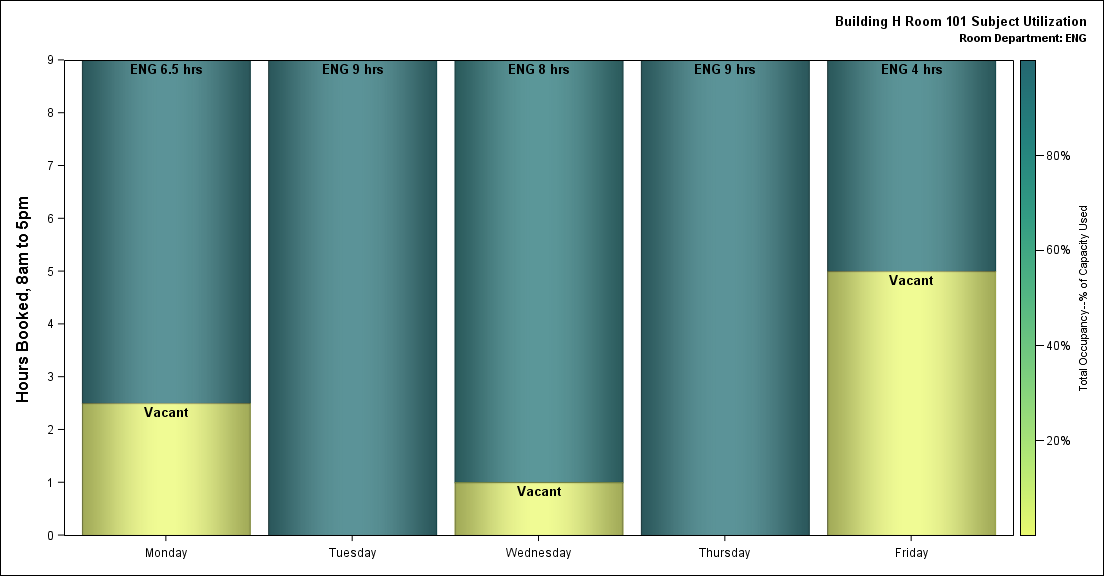 Building H Room 101 Subject Utilization
Room Department: ENG
Hours Booked, 8am to 5pm
9
8
7
6
5
4
3
2
1
0
ENG 6.5 hrs
Vacant
ENG 9 hrs
ENG 8 hrs
Vacant
ENG 9 hrs
ENG 4 hrs
Vacant
Monday
Tuesday
Wednesday
Thursday
Friday
80%
60%
40%
20%
Total Occupancy--% of Capacity Used